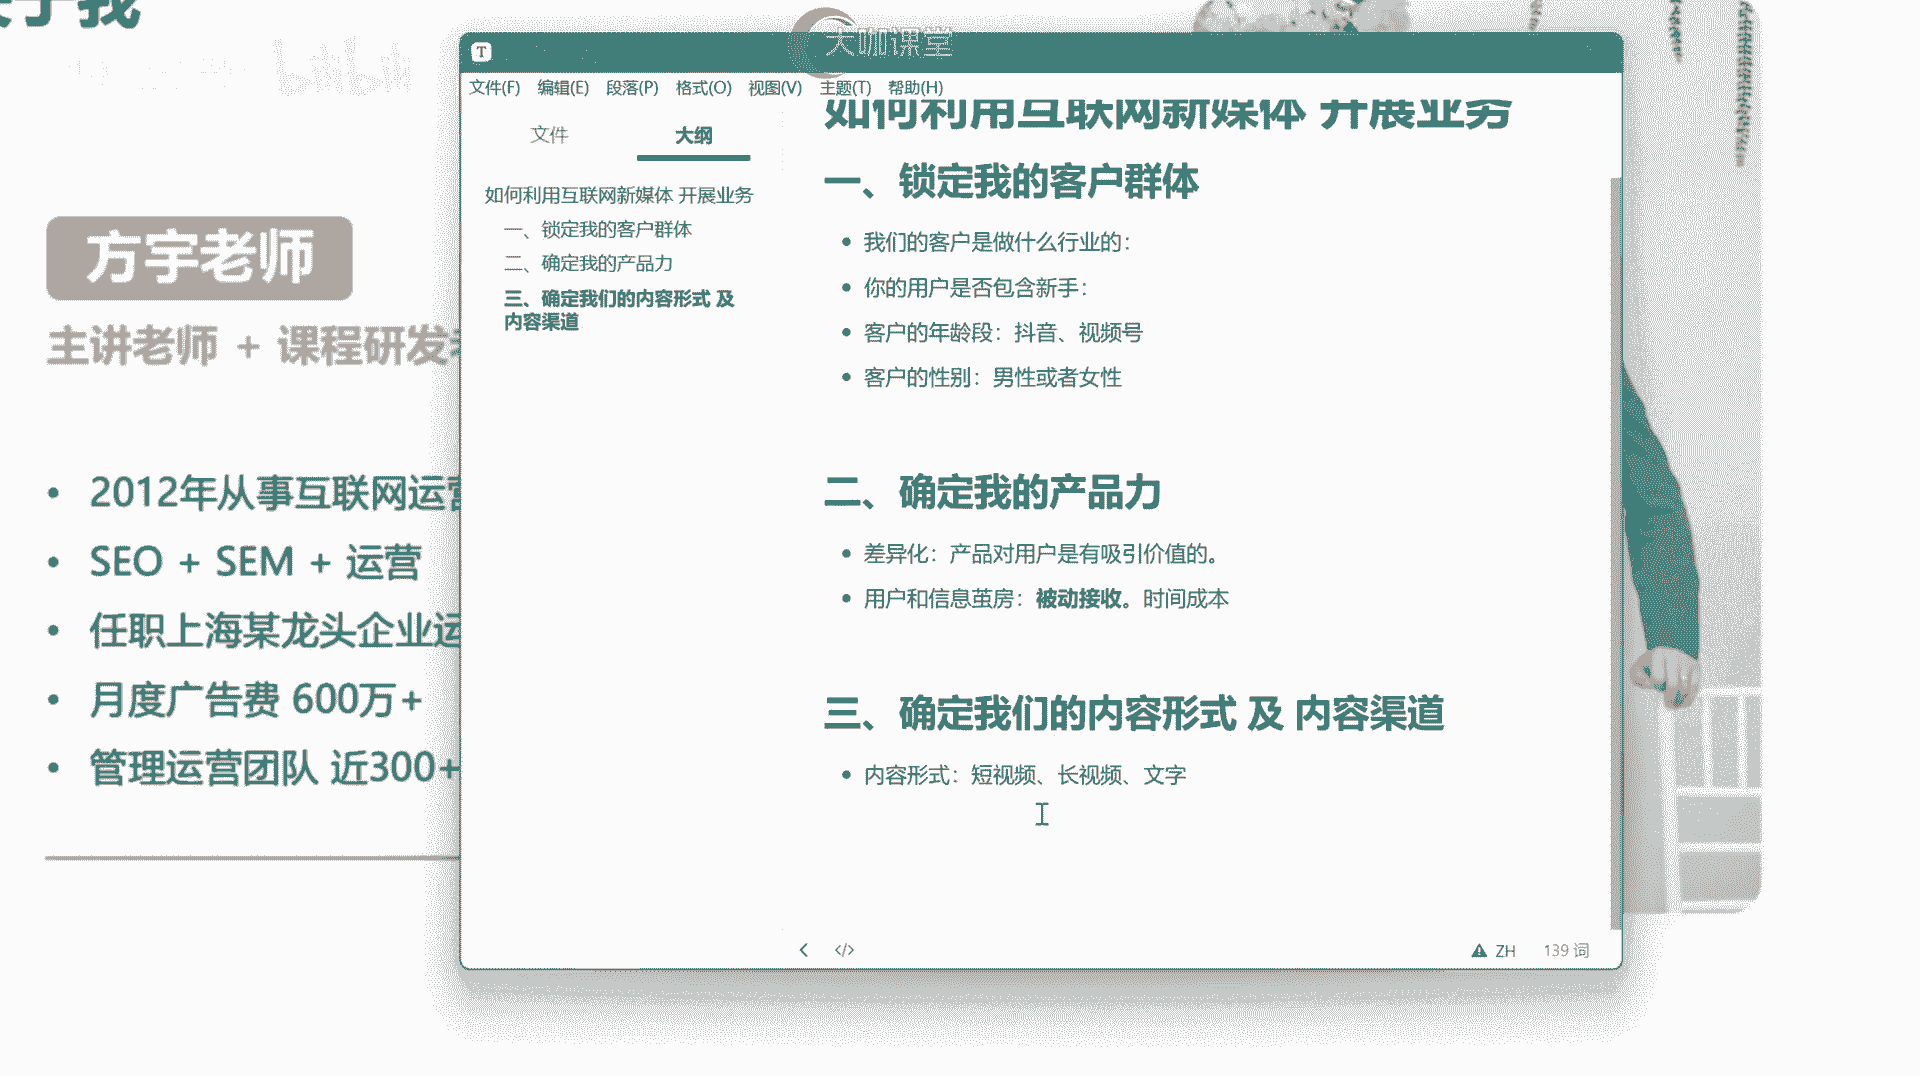 关于我
bilibili
大咖课堂
方宇老师
主讲老师 + 课程研发
• 2012年从事互联网运营
• SEO + SEM + 运营
• 任职上海某龙头企业运
• 月度广告费 600万+
• 管理运营团队 近300+
T
文件(F) 编辑(E) 段落(P) 格式(O) 视图(V) 主题(T) 帮助(H)
文件 大纲
如何利用互联网新媒体 开展业务
一、锁定我的客户群体
二、确定我的产品力
三、确定我们的内容形式 及
内容渠道
如何利用互联网新媒体 开展业务
一、锁定我的客户群体
• 我们的客户是做什么行业的：
• 你的用户是否包含新手：
• 客户的年龄段：抖音、视频号
• 客户的性别：男性或者女性
二、确定我的产品力
• 差异化：产品对用户是有吸引价值的。
• 用户和信息茧房：被动接收。时间成本
三、确定我们的内容形式 及 内容渠道
• 内容形式：短视频、长视频、文字
</> ZH 139 词